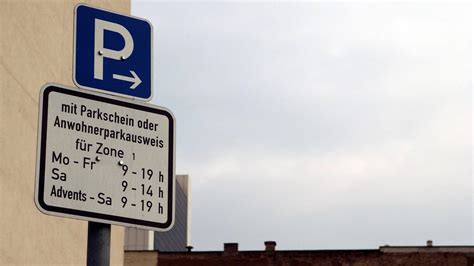 P
mit Parkschein oder
Anwohnerparkausweis
für Zone 1
Mo - Fr 9 - 19 h
Sa 9 - 14 h
Advents - Sa 9 - 19 h